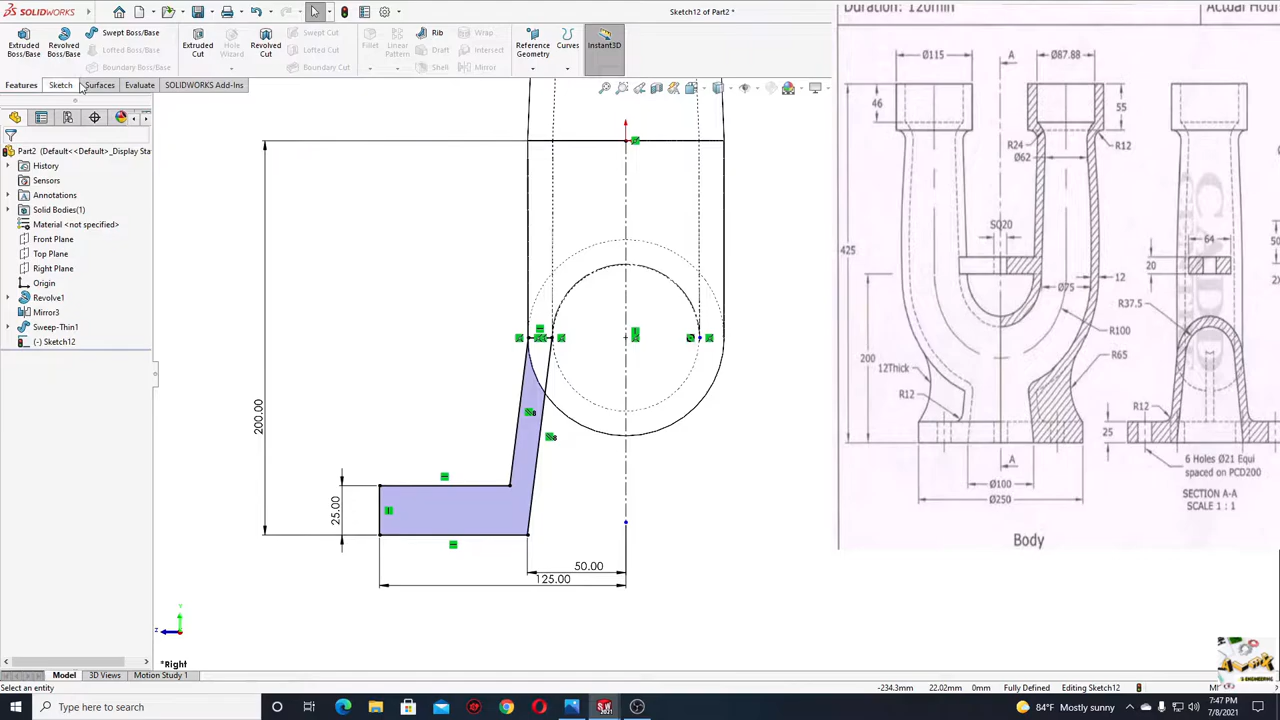 SOLIDWORKS
Sketch12 of Part2 *
Duration: 120min
Actual Hour
Extruded Boss/Base
Revolved Boss/Base
Swept Boss/Base
Lofted Boss/Base
Boundary Boss/Base
Extruded Cut
Hole Wizard
Revolved Cut
Swept Cut
Lofted Cut
Boundary Cut
Fillet
Linear Pattern
Rib
Draft
Shell
Wrap
Intersect
Mirror
Reference Geometry
Curves
Instant3D
Features
Sketch
Surfaces
Evaluate
SOLIDWORKS Add-Ins
Part2 (Default<<Default>_Display Sta
History
Sensors
Annotations
Solid Bodies(1)
Material <not specified>
Front Plane
Top Plane
Right Plane
Origin
Revolve1
Mirror3
Sweep-Thin1
(-) Sketch12
200.00
25.00
50.00
125.00
Y
Z
*Right
Ø115
A
Ø87.88
46
55
R24
Ø62
R12
SQ20
64
20
12
Ø75
R37.5
425
R100
200
R65
12Thick
R12
R12
25
A
6 Holes Ø21 Equi
spaced on PCD200
Ø100
SECTION A-A
Ø250
SCALE 1 : 1
Body
Model
3D Views
Motion Study 1
Select an entity
-234.3mm
22.02mm
0mm
Fully Defined
Editing Sketch12
Type here to search
84°F Mostly sunny
7:47 PM
7/8/2021